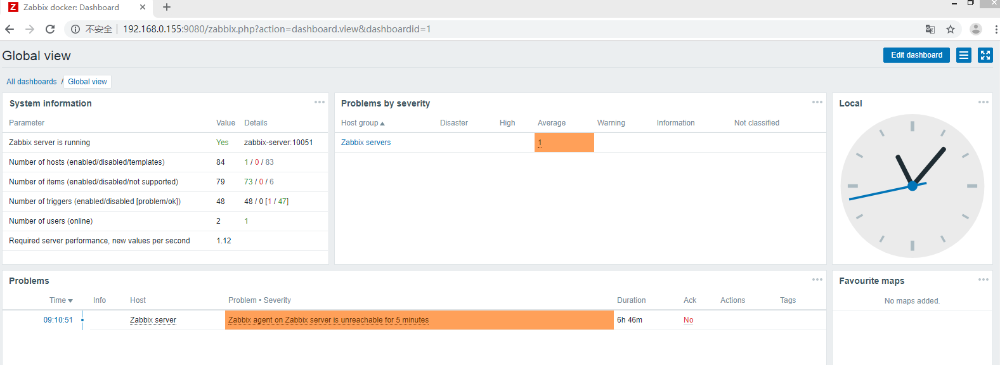 Z Zabbix docker: Dashboard
不安全 192.168.0.155:9080/zabbix.php?action=dashboard.view&dashboardid=1
Global view
Edit dashboard
All dashboards / Global view
System information
Parameter Value Details
Zabbix server is running Yes zabbix-server:10051
Number of hosts (enabled/disabled/templates) 84 1 / 0 / 83
Number of items (enabled/disabled/not supported) 79 73 / 0 / 6
Number of triggers (enabled/disabled [problem/ok]) 48 48 / 0 [1 / 47]
Number of users (online) 2 1
Required server performance, new values per second 1.12
Problems by severity
Host group Disaster High Average Warning Information Not classified
Zabbix servers 1
Local
Problems
Time Info Host Problem • Severity Duration Ack Actions Tags
09:10:51 Zabbix server Zabbix agent on Zabbix server is unreachable for 5 minutes 6h 46m No
Favourite maps
No maps added.